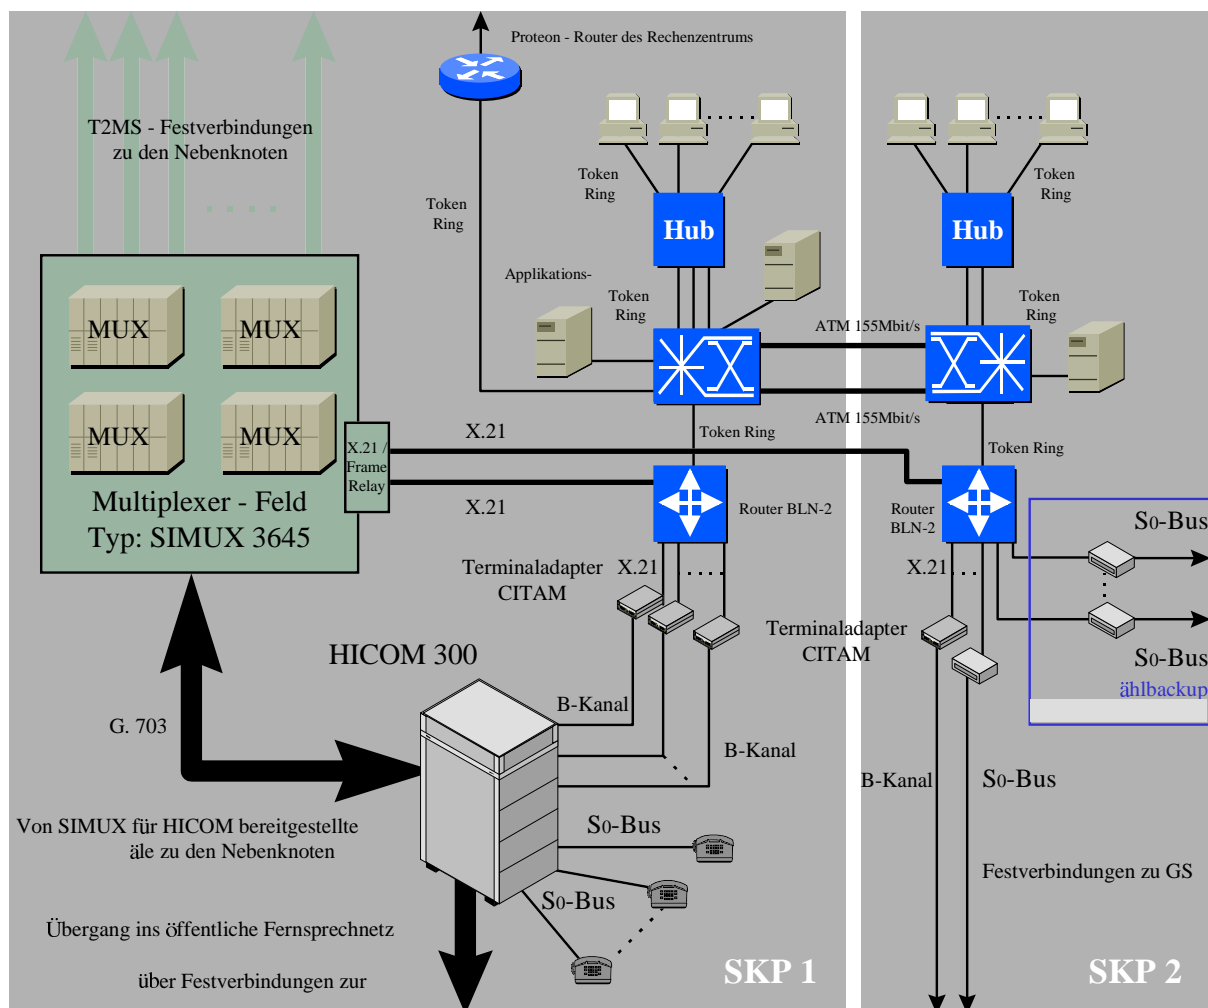 Proteon - Router des Rechenzentrums
T2MS - Festverbindungen
zu den Nebenknoten
Token
Ring
Token
Ring
Token
Ring
Token
Ring
Hub
Hub
Applikations-
Token
Ring
Token
Ring
MUX
MUX
ATM 155Mbit/s
MUX
MUX
ATM 155Mbit/s
X.21
Token Ring
Token Ring
X.21 /
Frame
Relay
Multiplexer - Feld
Typ: SIMUX 3645
X.21
Router BLN-2
Router
BLN-2
S0-Bus
Terminaladapter
CITAM
X.21
X.21
Terminaladapter
CITAM
S0-Bus
ählbackup
HICOM 300
B-Kanal
G. 703
B-Kanal
B-Kanal
S0-Bus
Von SIMUX für HICOM bereitgestellte
äle zu den Nebenknoten
S0-Bus
Festverbindungen zu GS
S0-Bus
Übergang ins öffentliche Fernsprechnetz
über Festverbindungen zur
SKP 1
SKP 2